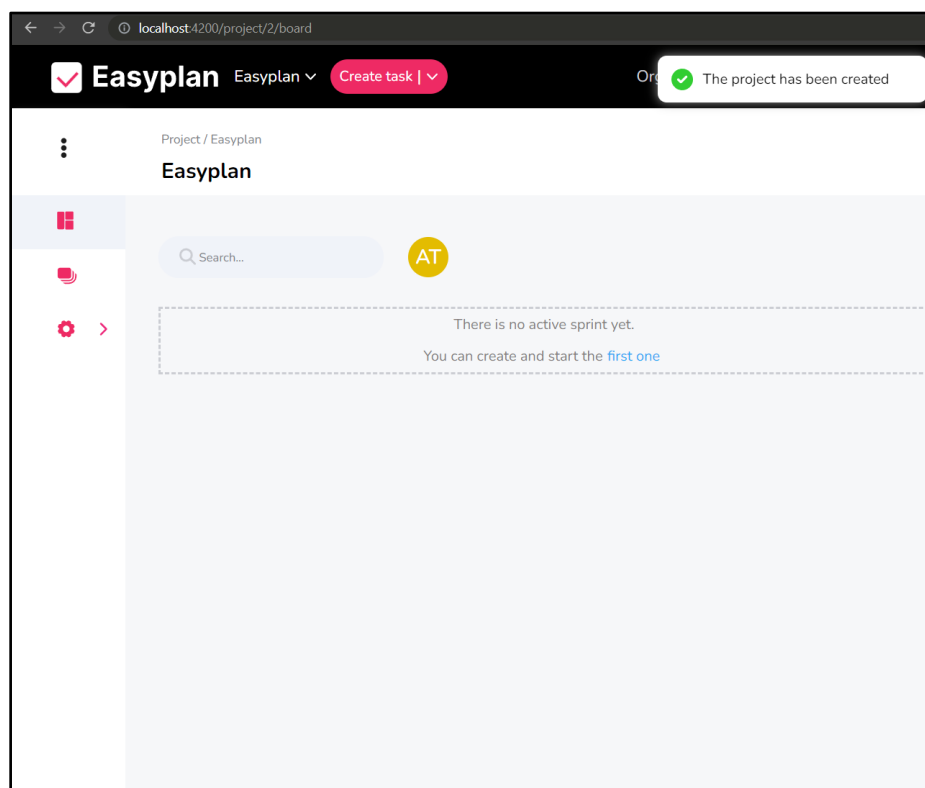 localhost:4200/project/2/board
Easyplan Easyplan Create task |
The project has been created
Project / Easyplan
Easyplan
Search...
AT
There is no active sprint yet.
You can create and start the first one